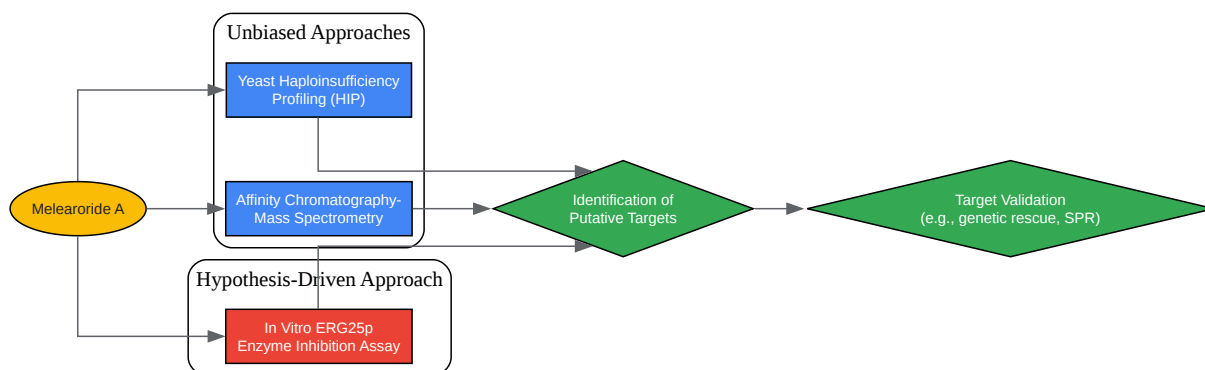 Unbiased Approaches
Yeast Haploinsufficiency
Profiling (HIP)
Melearoride A
Affinity Chromatography-
Mass Spectrometry
Identification of
Putative Targets
Target Validation
(e.g., genetic rescue, SPR)
Hypothesis-Driven Approach
In Vitro ERG25p
Enzyme Inhibition Assay